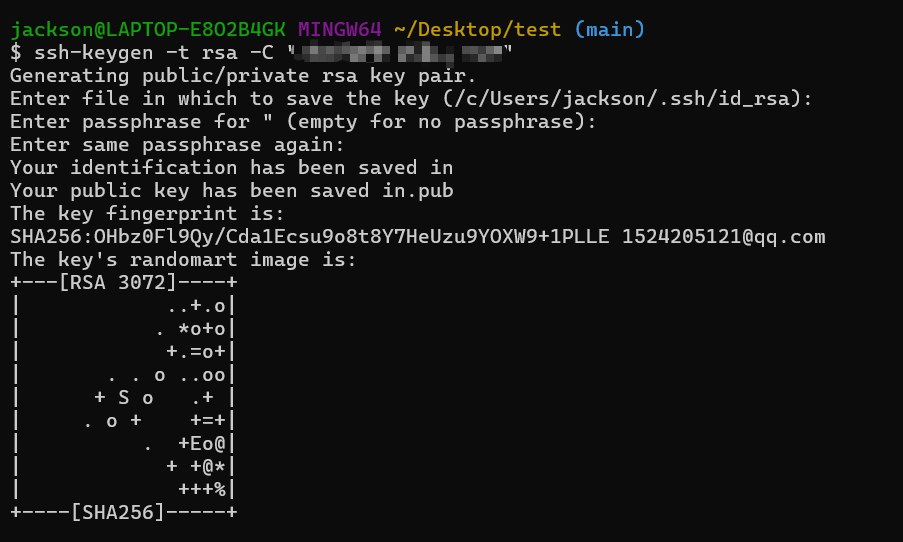 jackson@LAPTOP-E8O2B4GK MINGW64 ~/Desktop/test (main)
$ ssh-keygen -t rsa -C ""
Generating public/private rsa key pair.
Enter file in which to save the key (/c/Users/jackson/.ssh/id_rsa):
Enter passphrase for " (empty for no passphrase):
Enter same passphrase again:
Your identification has been saved in
Your public key has been saved in.pub
The key fingerprint is:
SHA256:OHbz0Fl9Qy/Cda1Ecsu9o8t8Y7HeUzu9YOXW9+1PLLE 1524205121@qq.com
The key's randomart image is:
+---[RSA 3072]----+
|            ..+.o|
|           . *o+o|
|            +.=o+|
|       . . o ..oo|
|      + S o   .+ |
|     . o +    +=+|
|          .  +Eo@|
|            + +@*|
|             +++%|
+----[SHA256]-----+